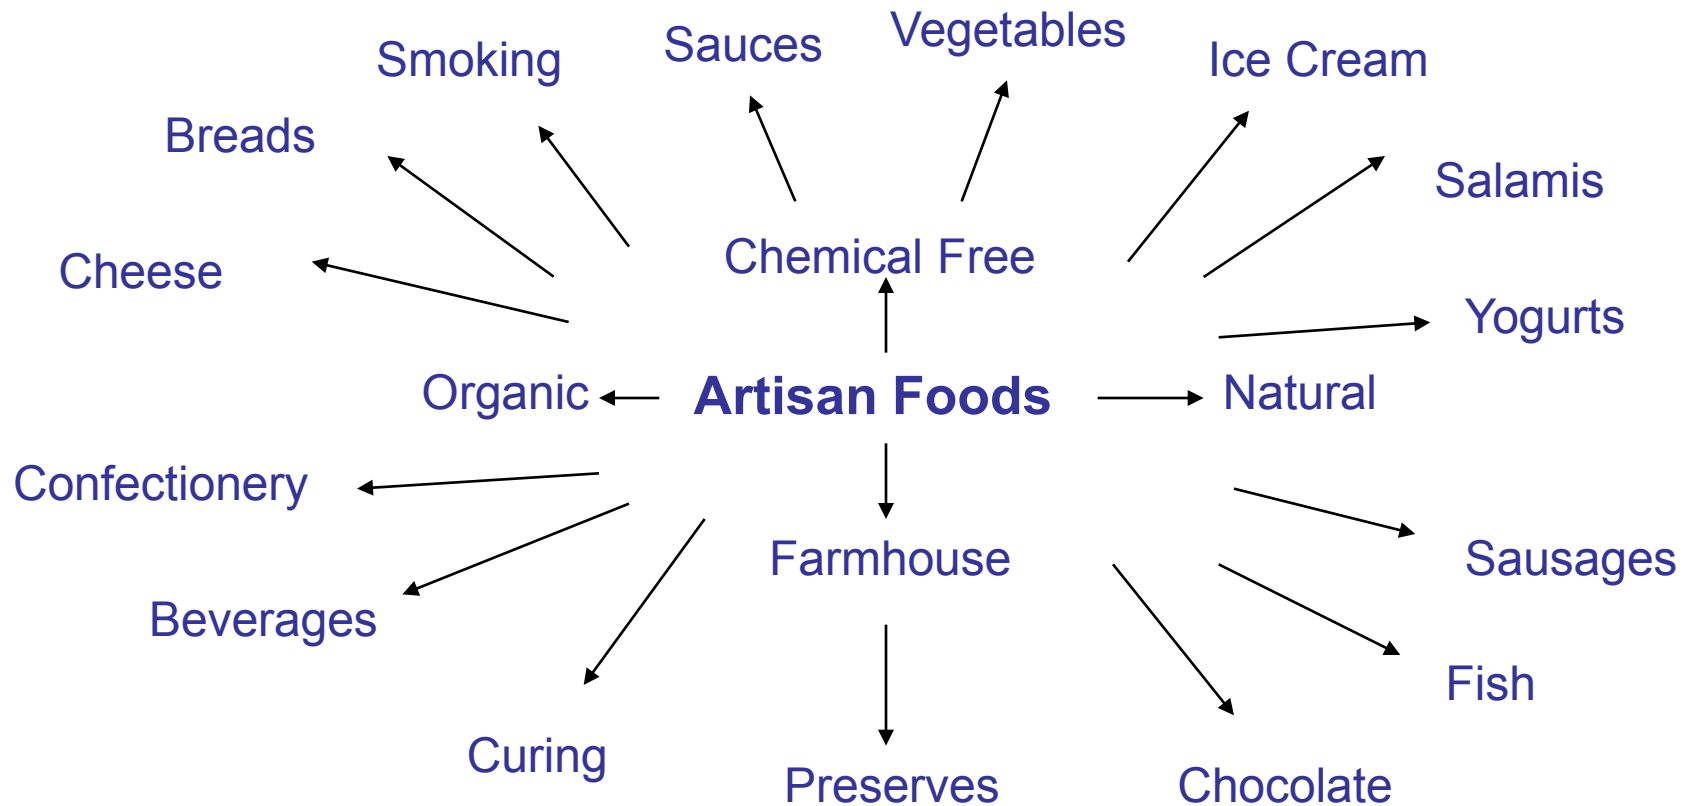 Vegetables
Sauces
Smoking
Ice Cream
Breads
Salamis
Chemical Free
Cheese
Yogurts
Organic
Artisan Foods
Natural
Confectionery
Farmhouse
Sausages
Beverages
Fish
Curing
Preserves
Chocolate